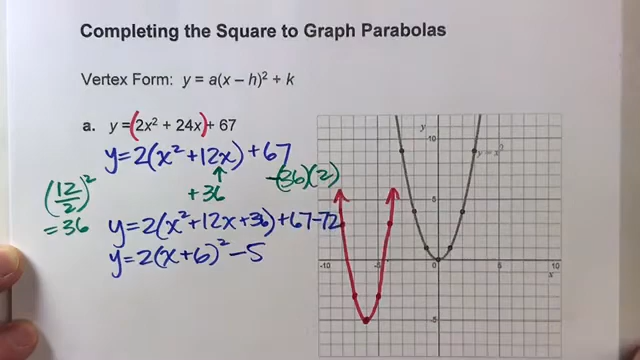 Completing the Square to Graph Parabolas
Vertex Form: y = a(x – h)² + k
a. y = (2x² + 24x) + 67
y = 2(x² + 12x) + 67
(12/2)² = 36
+36
-(36)(2)
y = 2(x² + 12x + 36) + 67 - 72
y = 2(x + 6)² - 5
y
10
y = x²
5
-10
-5
5
10
x
-5